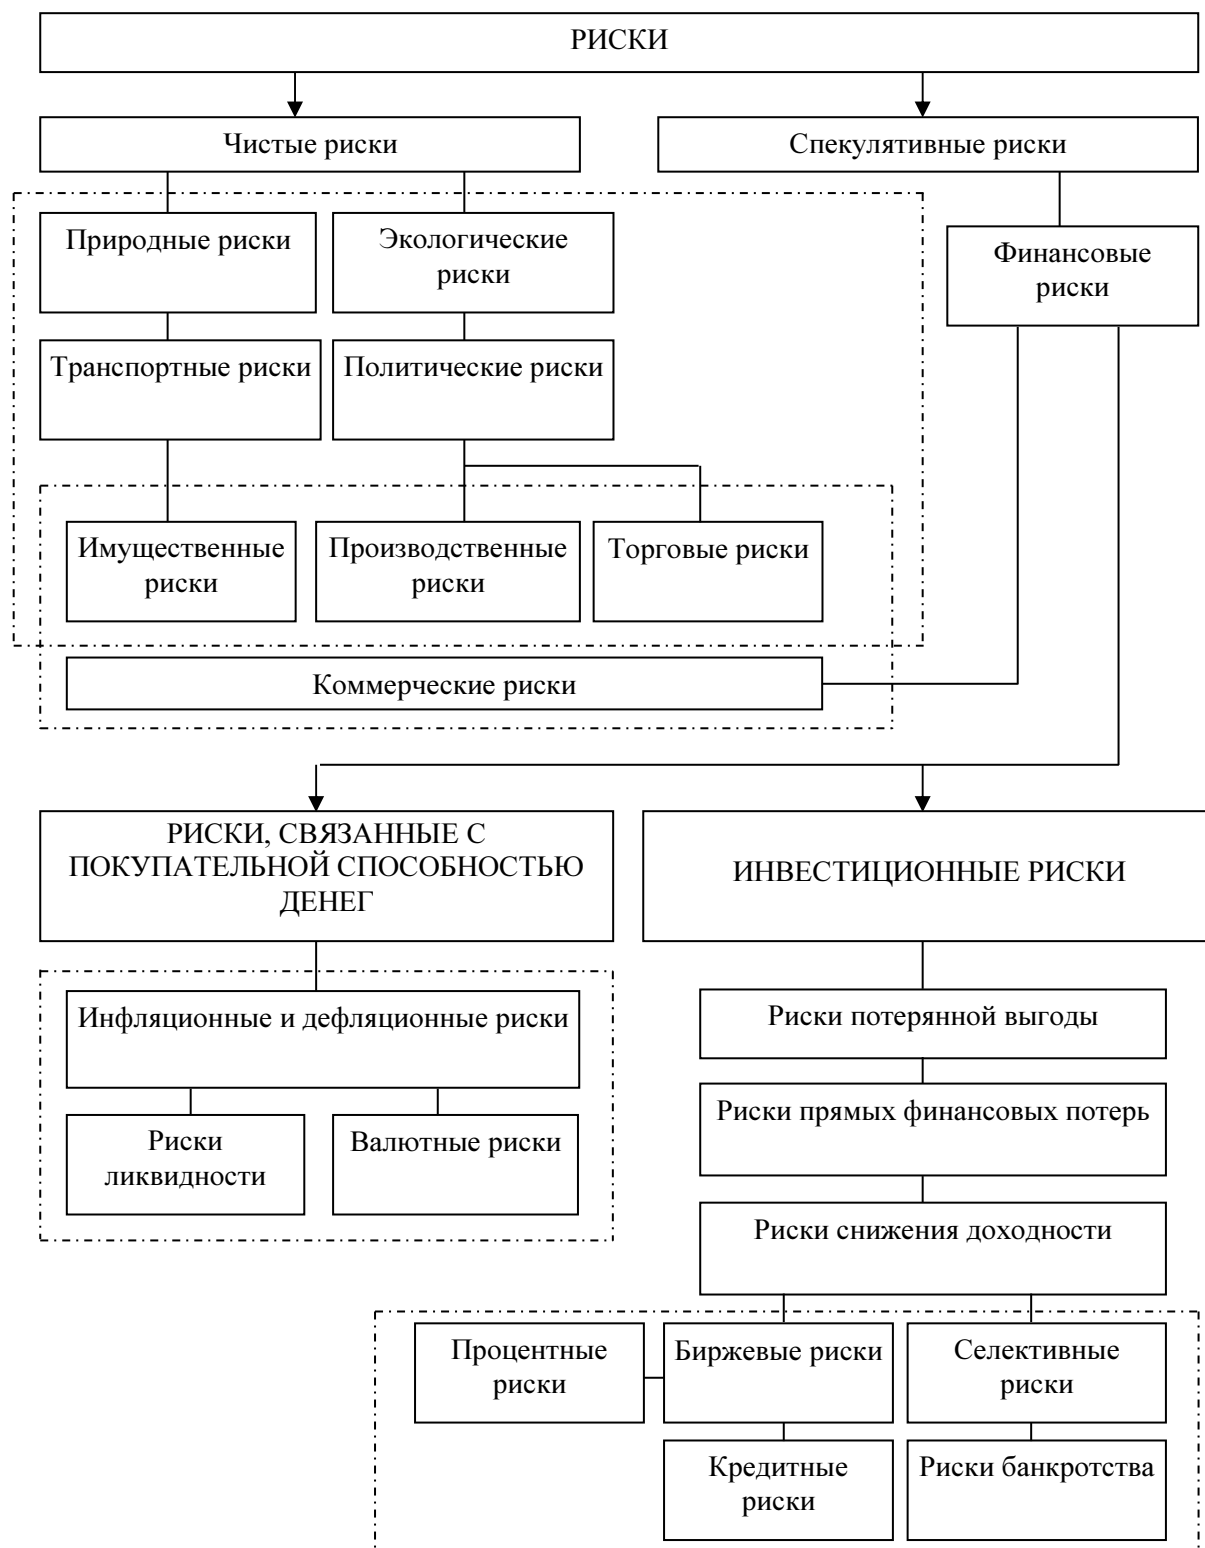 РИСКИ
Чистые риски
Спекулятивные риски
Природные риски
Экологические
риски
Финансовые
риски
Транспортные риски
Политические риски
Имущественные
риски
Производственные
риски
Торговые риски
Коммерческие риски
РИСКИ, СВЯЗАННЫЕ С
ПОКУПАТЕЛЬНОЙ СПОСОБНОСТЬЮ
ДЕНЕГ
ИНВЕСТИЦИОННЫЕ РИСКИ
Инфляционные и дефляционные риски
Риски
ликвидности
Валютные риски
Риски потерянной выгоды
Риски прямых финансовых потерь
Риски снижения доходности
Процентные
риски
Биржевые риски
Селективные
риски
Кредитные
риски
Риски банкротства